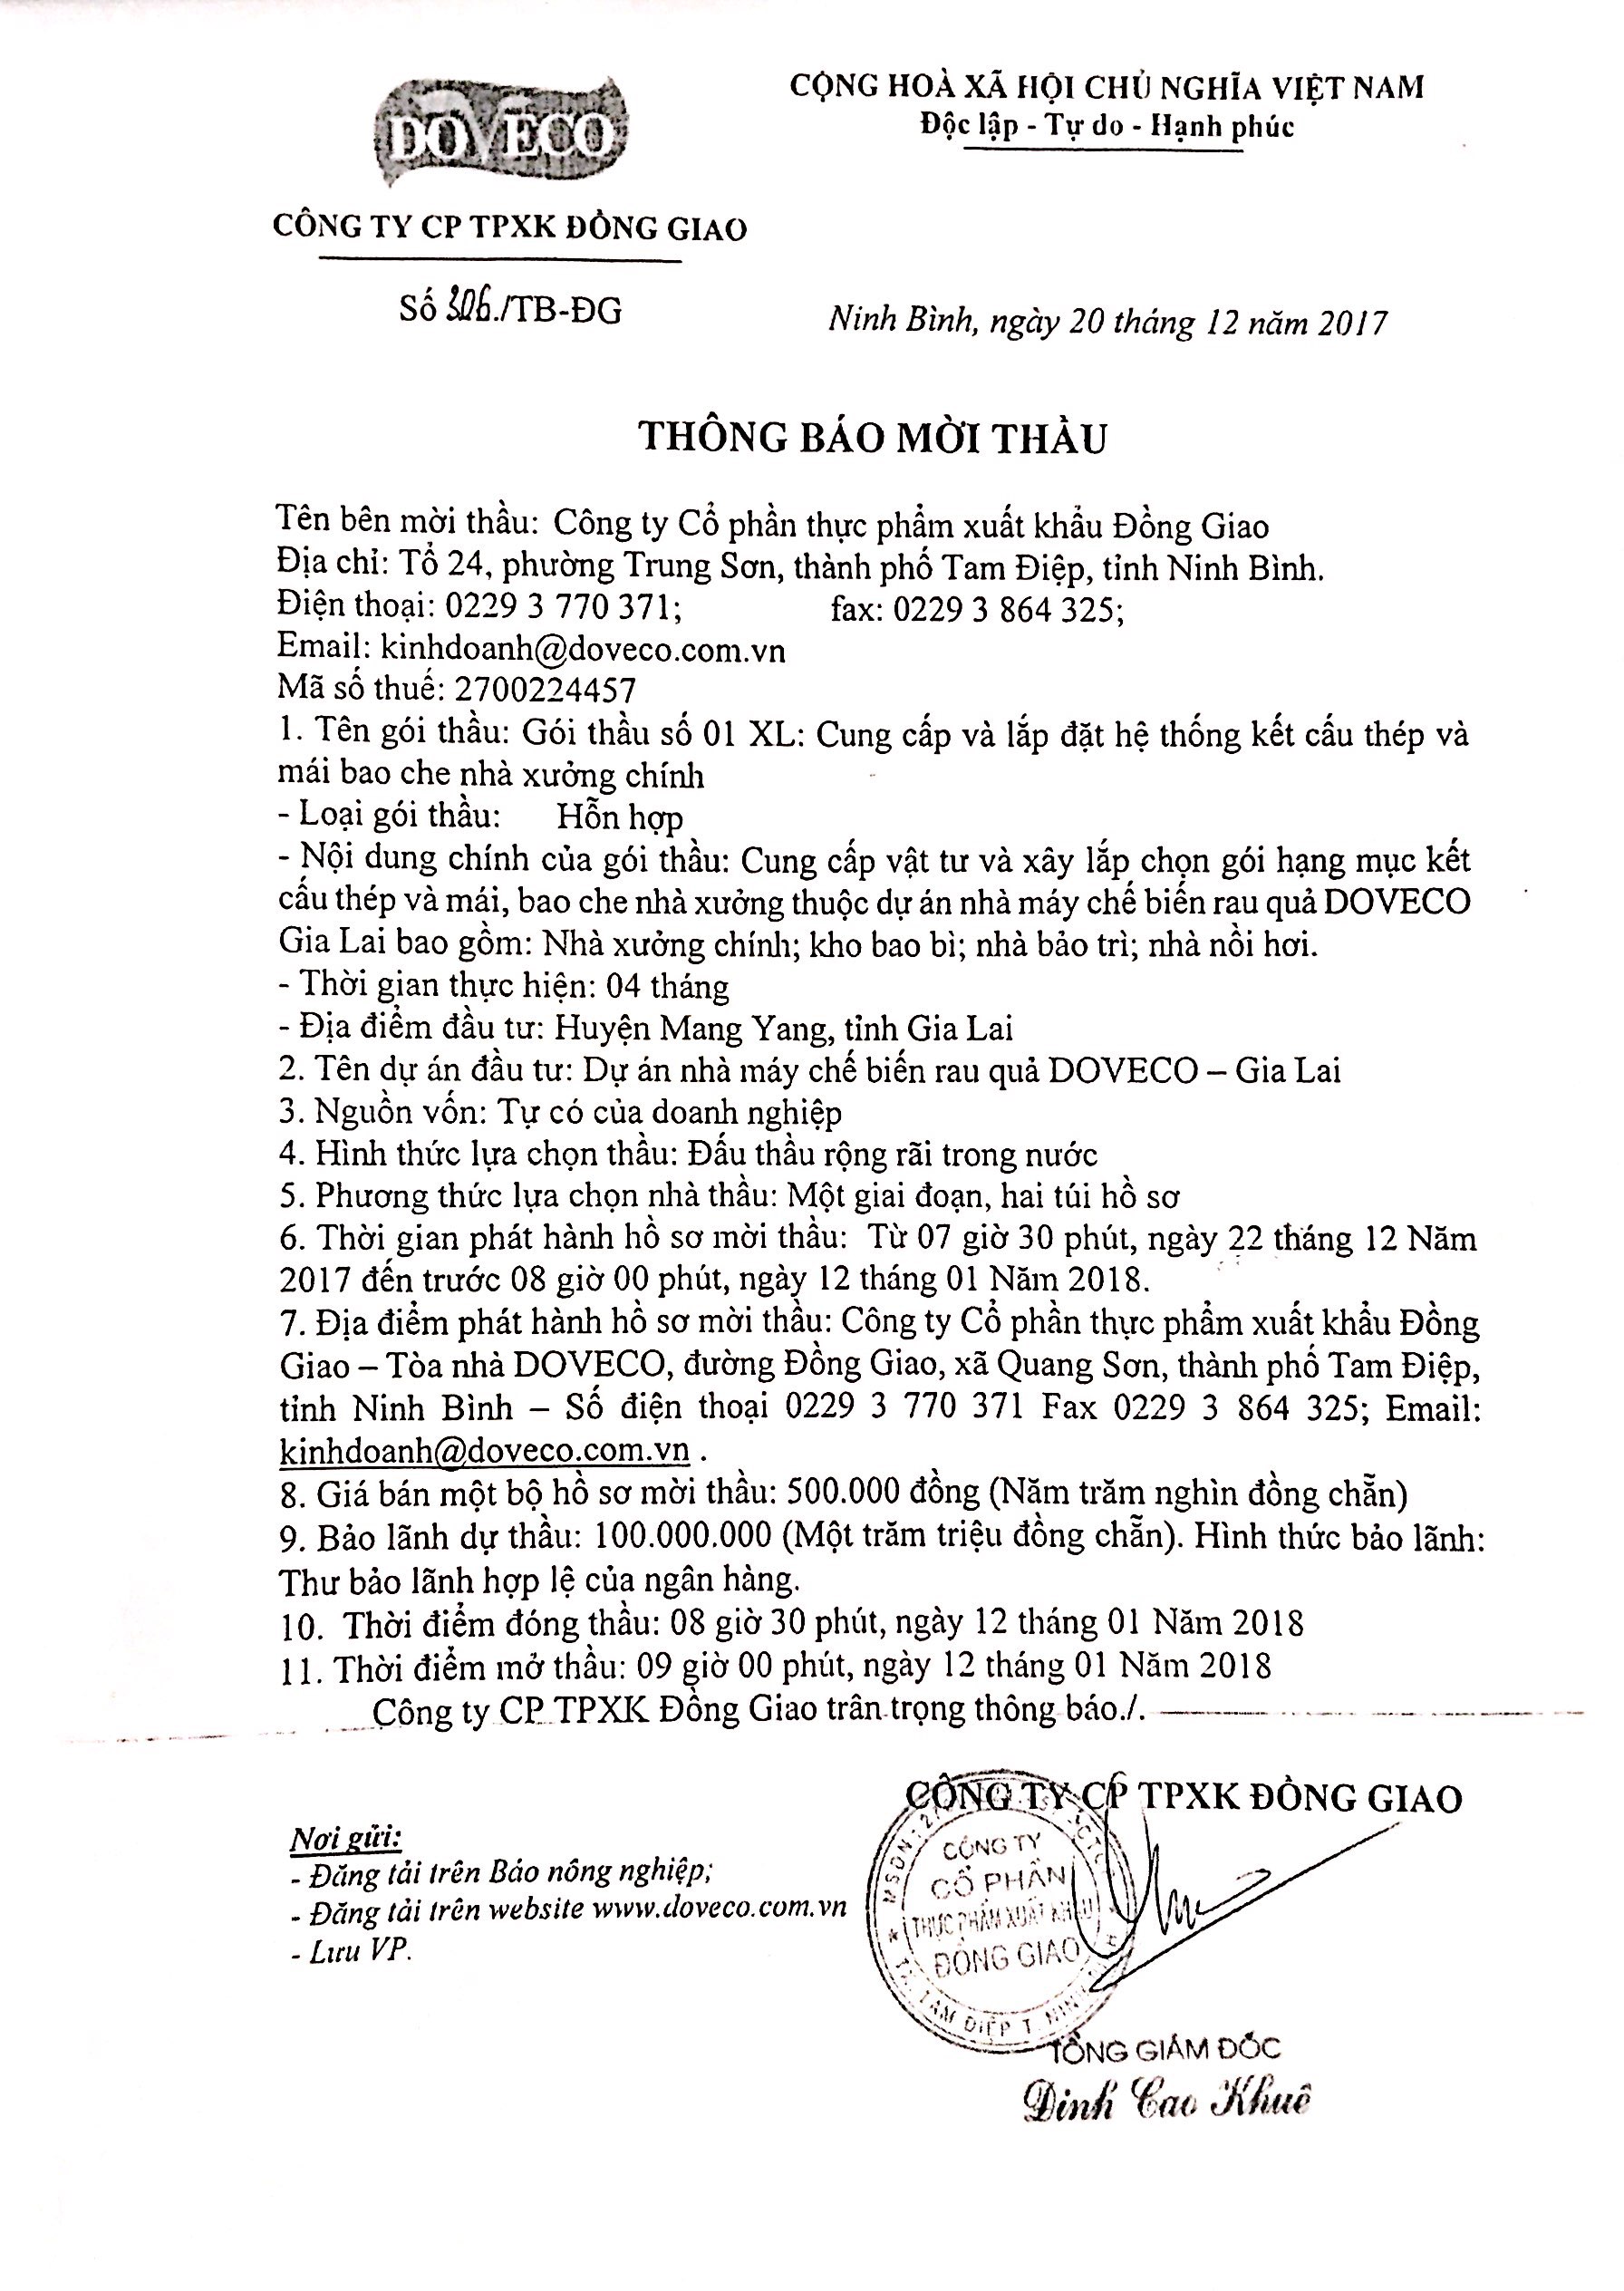 DOVECO
CỘNG HOÀ XÃ HỘI CHỦ NGHĨA VIỆT NAM
Độc lập - Tự do - Hạnh phúc
CÔNG TY CP TPXK ĐỒNG GIAO
Số 306./TB-ĐG
Ninh Bình, ngày 20 tháng 12 năm 2017
THÔNG BÁO MỜI THẦU
Tên bên mời thầu: Công ty Cổ phần thực phẩm xuất khẩu Đồng Giao
Địa chỉ: Tổ 24, phường Trung Sơn, thành phố Tam Điệp, tỉnh Ninh Bình.
Điện thoại: 0229 3 770 371; fax: 0229 3 864 325;
Email: kinhdoanh@doveco.com.vn
Mã số thuế: 2700224457
1. Tên gói thầu: Gói thầu số 01 XL: Cung cấp và lắp đặt hệ thống kết cấu thép và
mái bao che nhà xưởng chính
- Loại gói thầu: Hỗn hợp
- Nội dung chính của gói thầu: Cung cấp vật tư và xây lắp chọn gói hạng mục kết
cấu thép và mái, bao che nhà xưởng thuộc dự án nhà máy chế biến rau quả DOVECO
Gia Lai bao gồm: Nhà xưởng chính; kho bao bì; nhà bảo trì; nhà nồi hơi.
- Thời gian thực hiện: 04 tháng
- Địa điểm đầu tư: Huyện Mang Yang, tỉnh Gia Lai
2. Tên dự án đầu tư: Dự án nhà máy chế biến rau quả DOVECO – Gia Lai
3. Nguồn vốn: Tự có của doanh nghiệp
4. Hình thức lựa chọn thầu: Đấu thầu rộng rãi trong nước
5. Phương thức lựa chọn nhà thầu: Một giai đoạn, hai túi hồ sơ
6. Thời gian phát hành hồ sơ mời thầu: Từ 07 giờ 30 phút, ngày 22 tháng 12 Năm
2017 đến trước 08 giờ 00 phút, ngày 12 tháng 01 Năm 2018.
7. Địa điểm phát hành hồ sơ mời thầu: Công ty Cổ phần thực phẩm xuất khẩu Đồng
Giao – Tòa nhà DOVECO, đường Đồng Giao, xã Quang Sơn, thành phố Tam Điệp,
tỉnh Ninh Bình – Số điện thoại 0229 3 770 371 Fax 0229 3 864 325; Email:
kinhdoanh@doveco.com.vn .
8. Giá bán một bộ hồ sơ mời thầu: 500.000 đồng (Năm trăm nghìn đồng chẵn)
9. Bảo lãnh dự thầu: 100.000.000 (Một trăm triệu đồng chẵn). Hình thức bảo lãnh:
Thư bảo lãnh hợp lệ của ngân hàng.
10. Thời điểm đóng thầu: 08 giờ 30 phút, ngày 12 tháng 01 Năm 2018
11. Thời điểm mở thầu: 09 giờ 00 phút, ngày 12 tháng 01 Năm 2018
Công ty CP TPXK Đồng Giao trân trọng thông báo./.
CÔNG TY CP TPXK ĐỒNG GIAO
Nơi gửi:
- Đăng tải trên Báo nông nghiệp;
- Đăng tải trên website www.doveco.com.vn
- Lưu VP.
CÔNG TY
CỔ PHẦN
THỰC PHẨM XUẤT KHẨU
ĐỒNG GIAO
TAM ĐIỆP T.
TỔNG GIÁM ĐỐC
Đinh Cao Khuê